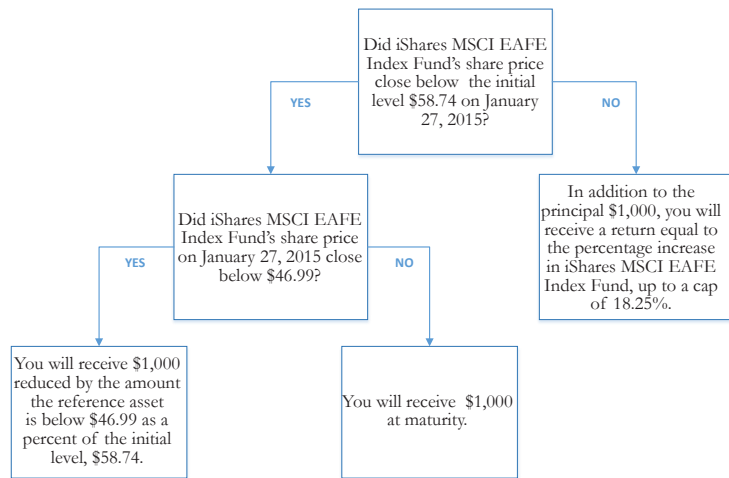 Did iShares MSCI EAFE
Index Fund's share price
close below the initial
level $58.74 on January
27, 2015?
YES
NO
Did iShares MSCI EAFE
Index Fund's share price
on January 27, 2015 close
below $46.99?
In addition to the
principal $1,000, you will
receive a return equal to
the percentage increase
in iShares MSCI EAFE
Index Fund, up to a cap
of 18.25%.
YES
NO
You will receive $1,000
reduced by the amount
the reference asset
is below $46.99 as a
percent of the initial
level, $58.74.
You will receive $1,000
at maturity.